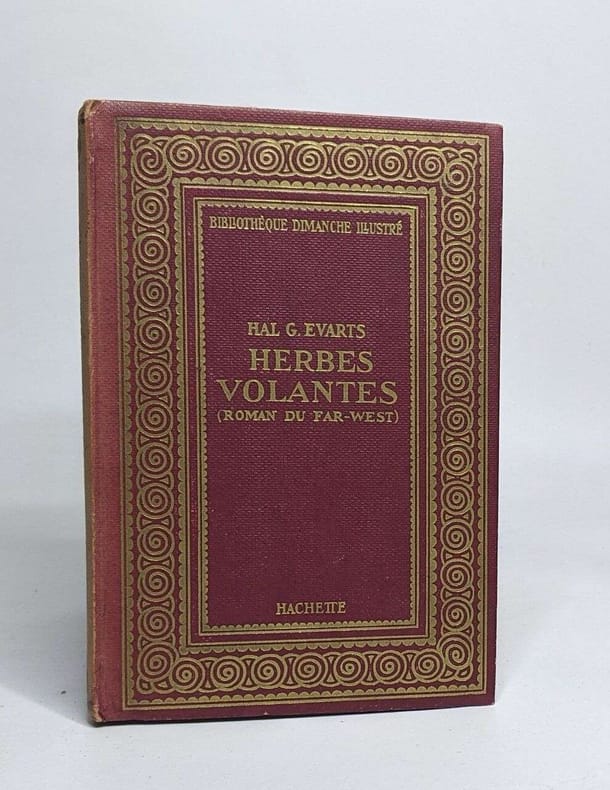 BIBLIOTHÈQUE DIMANCHE ILLUSTRÉ
HAL G. EVARTS
HERBES
VOLANTES
(ROMAN DU FAR-WEST)
HACHETTE